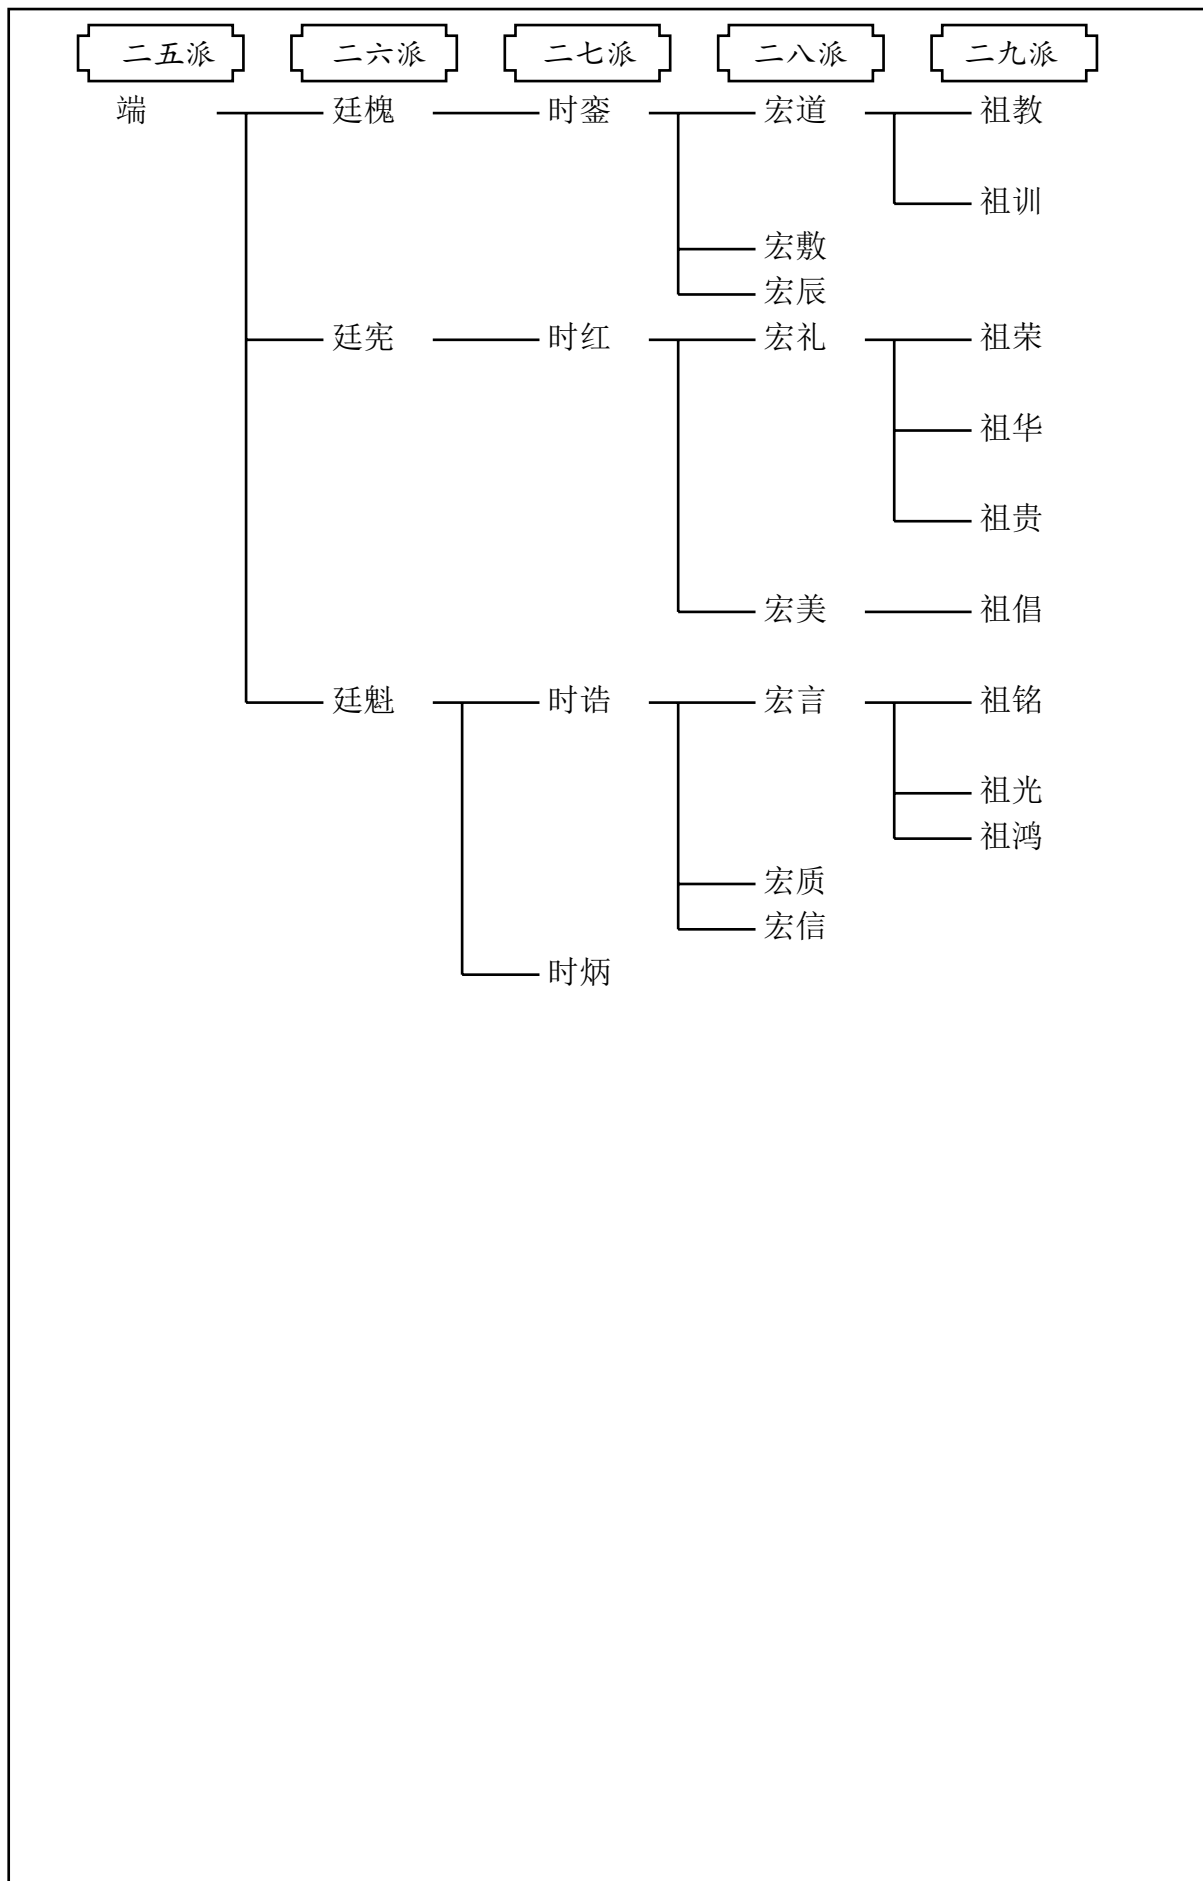 二五派 二六派 二七派 二八派 二九派
端 廷槐 时銮 宏道 祖教
祖训
宏敷
宏辰
廷宪 时红 宏礼 祖荣
祖华
祖贵
宏美 祖倡
廷魁 时诰 宏言 祖铭
祖光
祖鸿
宏质
宏信
时炳